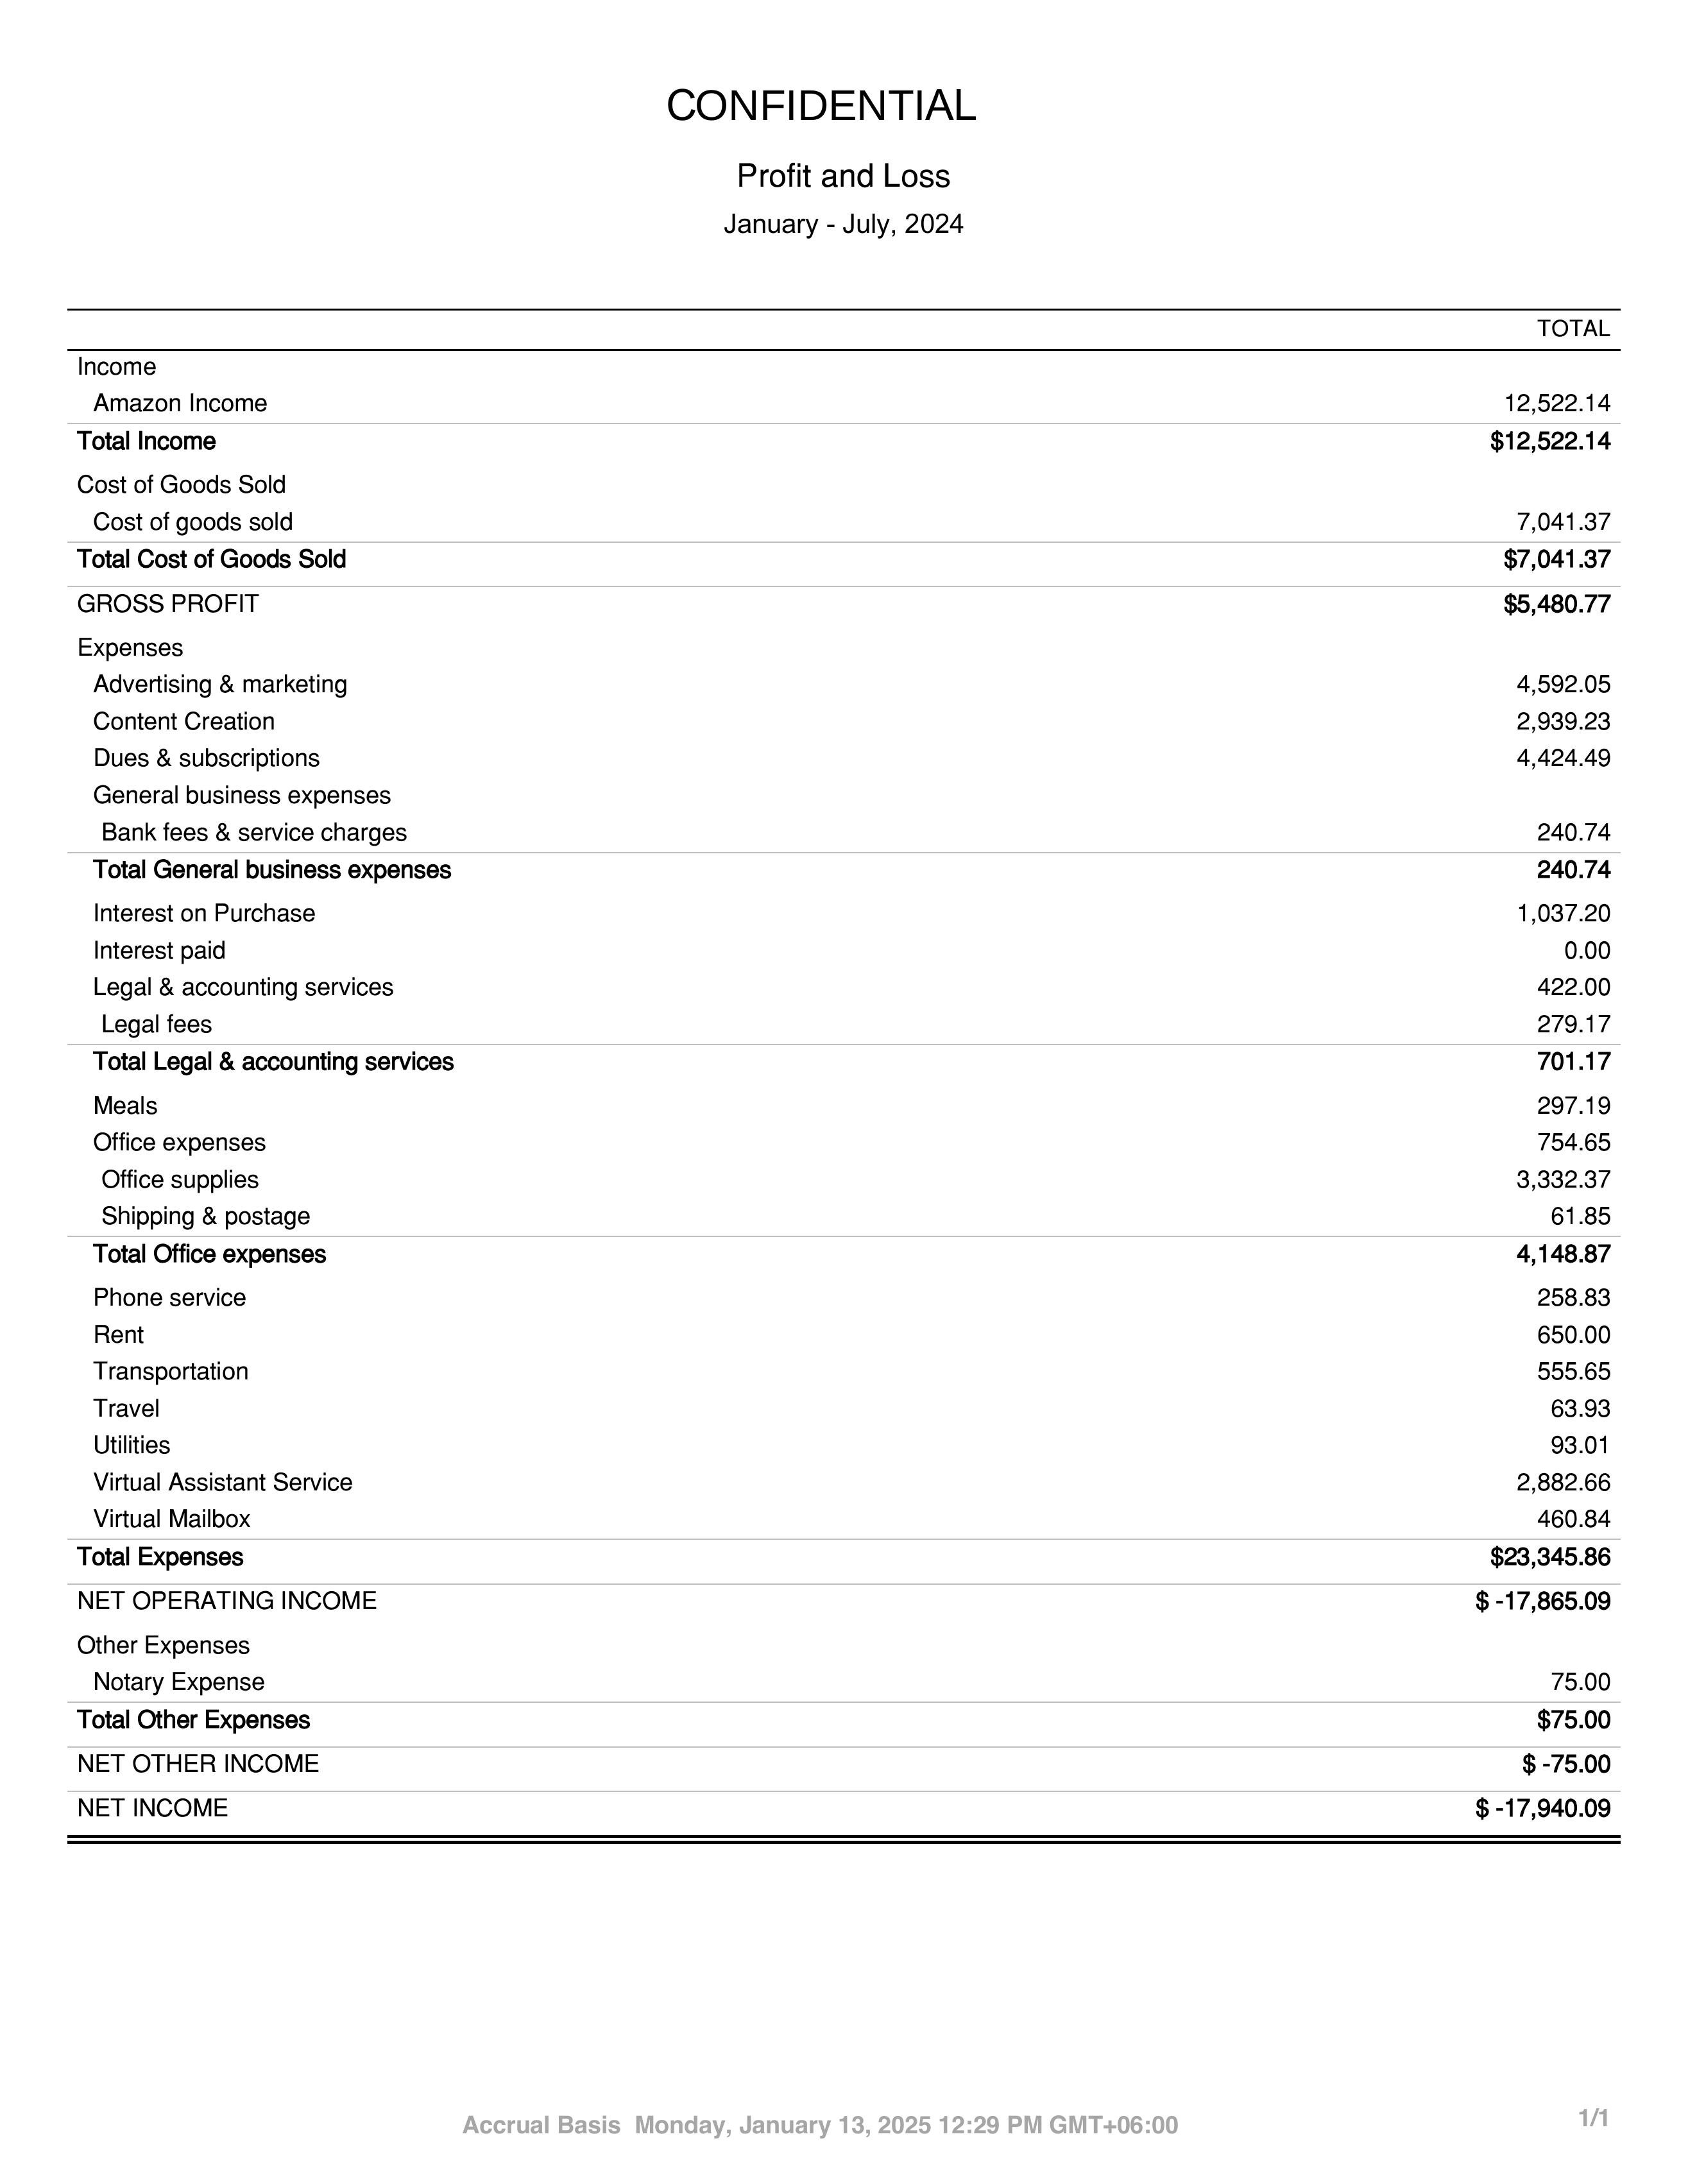 CONFIDENTIAL
Profit and Loss
January - July, 2024
TOTAL
Income
Amazon Income 12,522.14
Total Income $12,522.14
Cost of Goods Sold
Cost of goods sold 7,041.37
Total Cost of Goods Sold $7,041.37
GROSS PROFIT $5,480.77
Expenses
Advertising & marketing 4,592.05
Content Creation 2,939.23
Dues & subscriptions 4,424.49
General business expenses
Bank fees & service charges 240.74
Total General business expenses 240.74
Interest on Purchase 1,037.20
Interest paid 0.00
Legal & accounting services 422.00
Legal fees 279.17
Total Legal & accounting services 701.17
Meals 297.19
Office expenses 754.65
Office supplies 3,332.37
Shipping & postage 61.85
Total Office expenses 4,148.87
Phone service 258.83
Rent 650.00
Transportation 555.65
Travel 63.93
Utilities 93.01
Virtual Assistant Service 2,882.66
Virtual Mailbox 460.84
Total Expenses $23,345.86
NET OPERATING INCOME $ -17,865.09
Other Expenses
Notary Expense 75.00
Total Other Expenses $75.00
NET OTHER INCOME $ -75.00
NET INCOME $ -17,940.09
Accrual Basis Monday, January 13, 2025 12:29 PM GMT+06:00 1/1